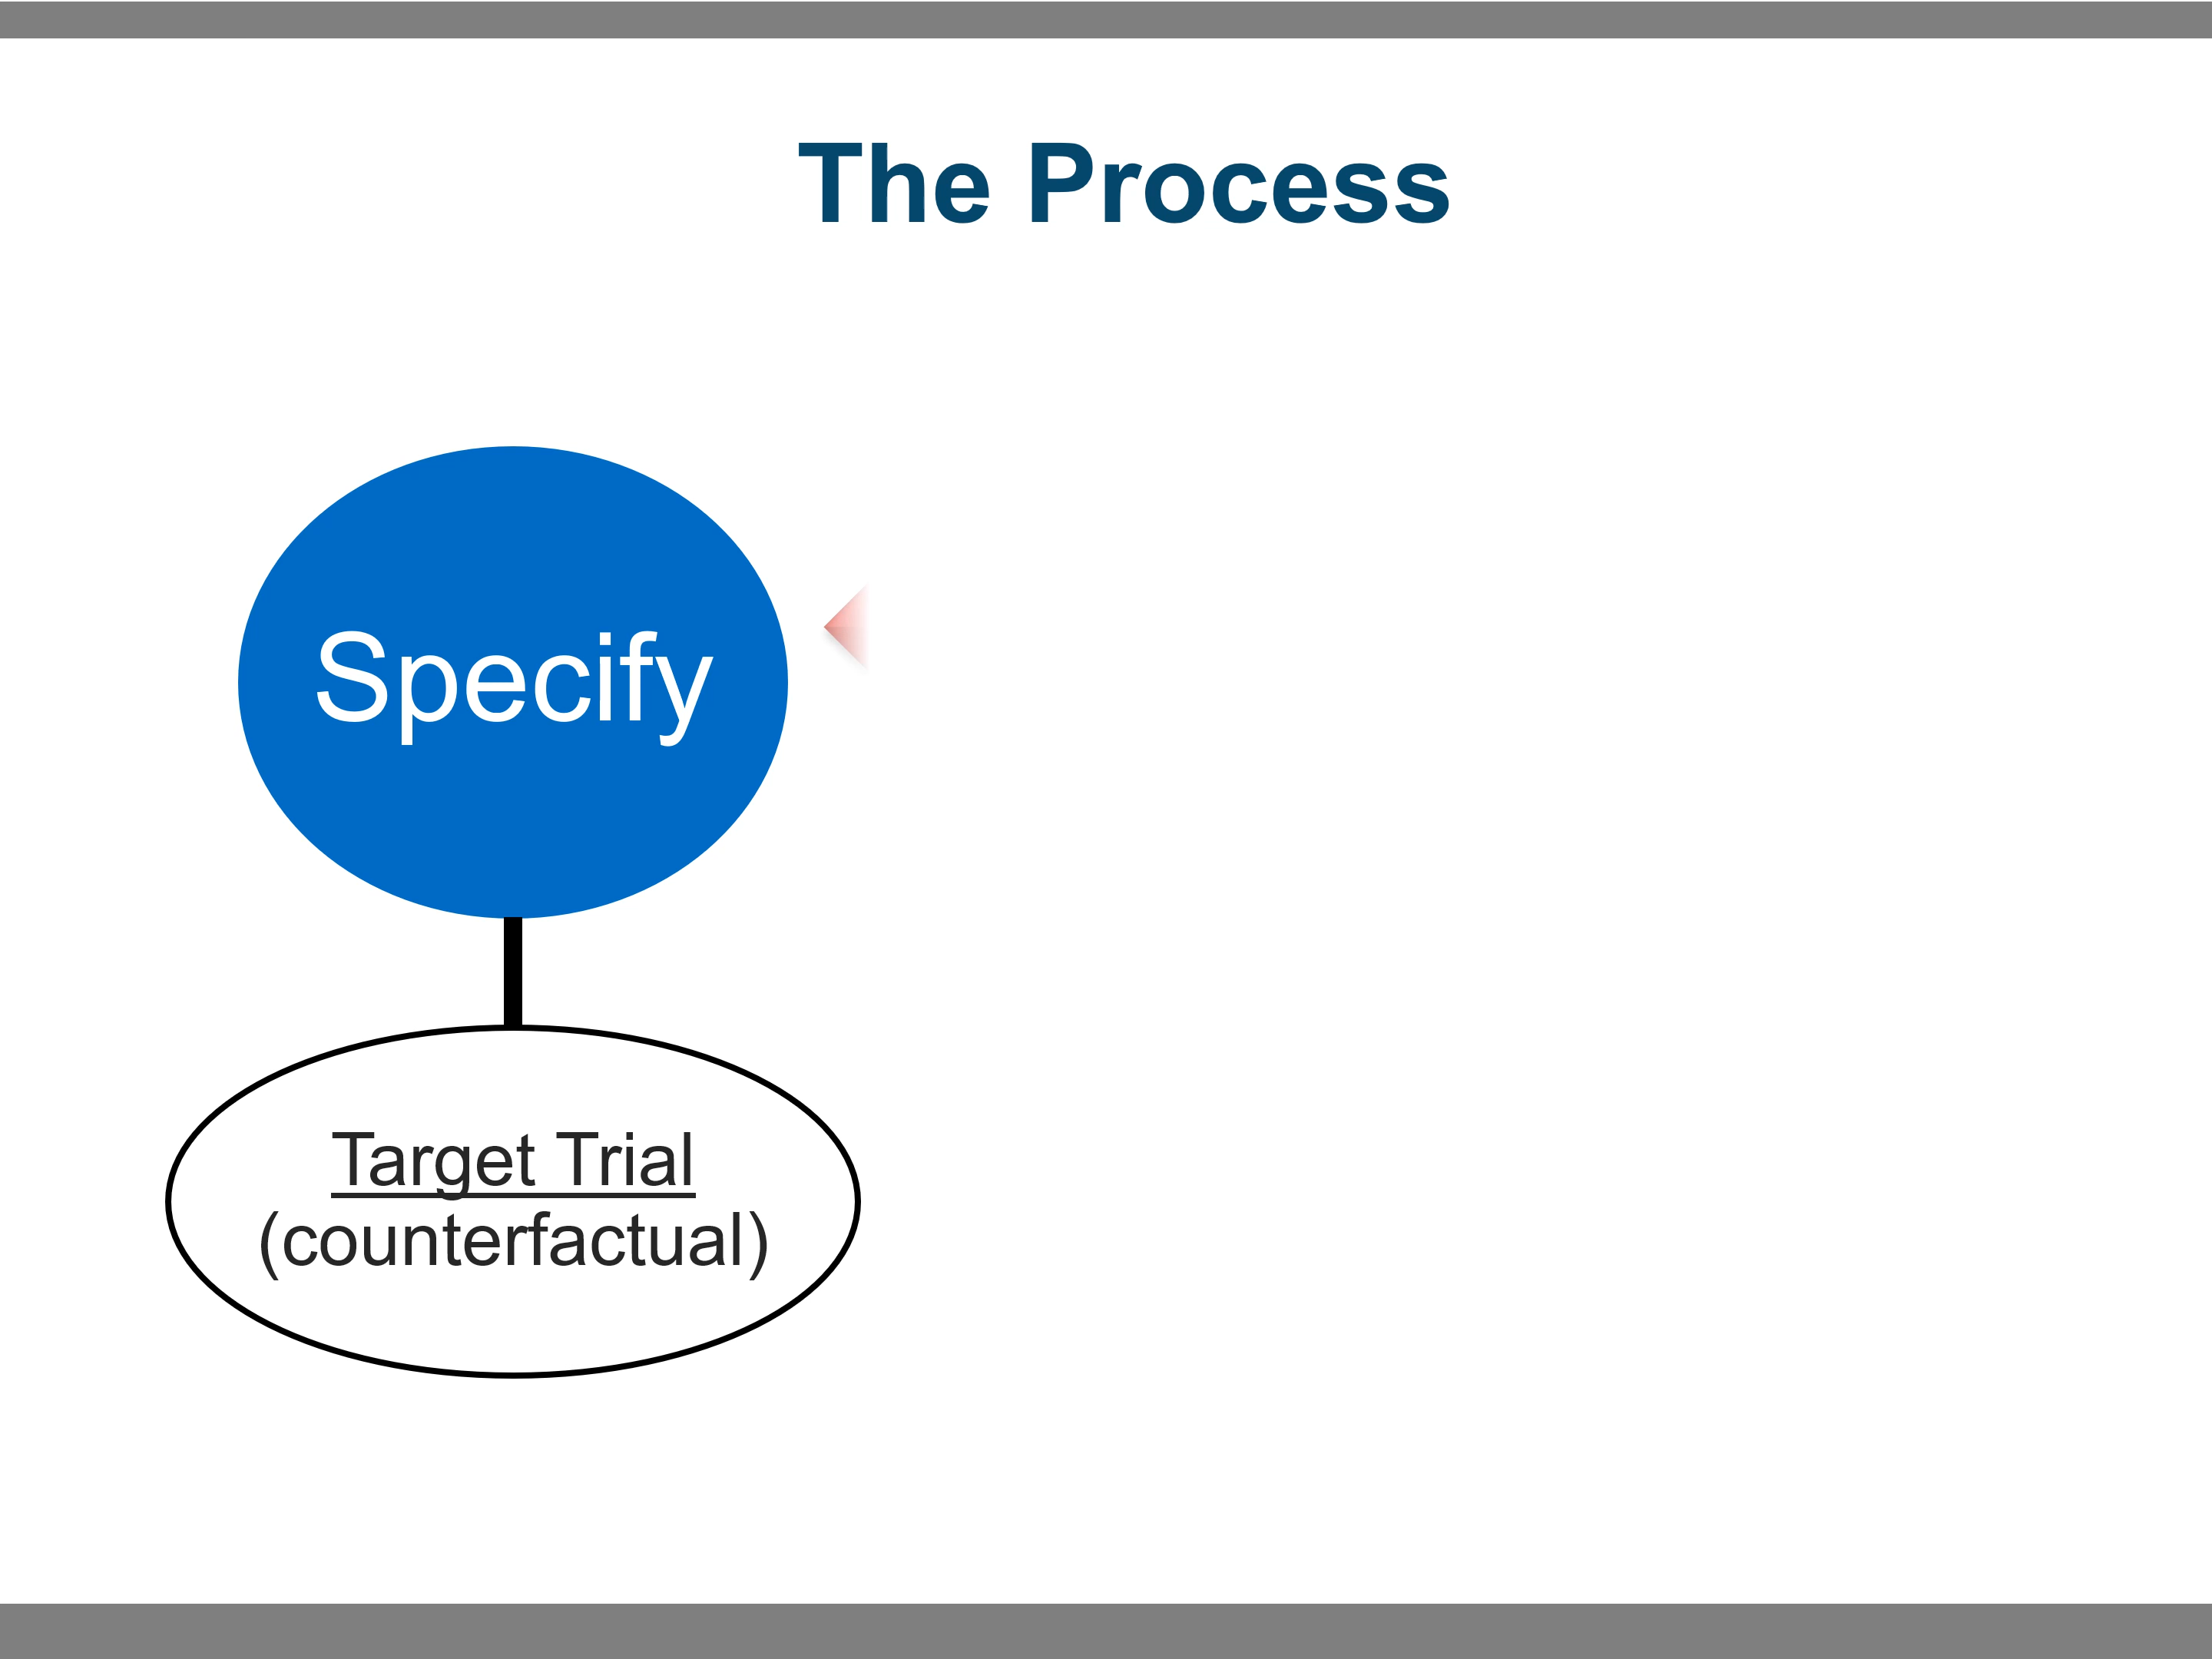 The Process
Specify
Target Trial
(counterfactual)